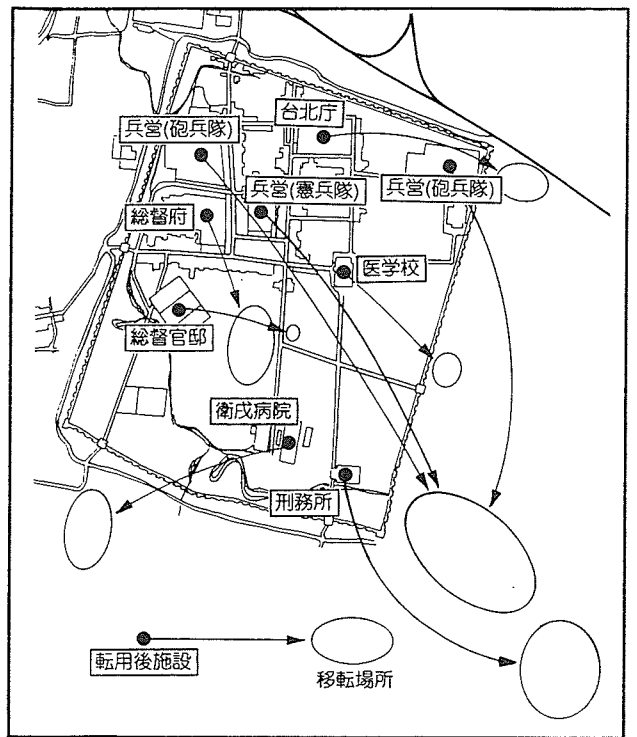 台北庁
兵営(砲兵隊)
兵営(憲兵隊)
兵営(砲兵隊)
総督府
医学校
総督官邸
衛戍病院
刑務所
転用後施設
移転場所